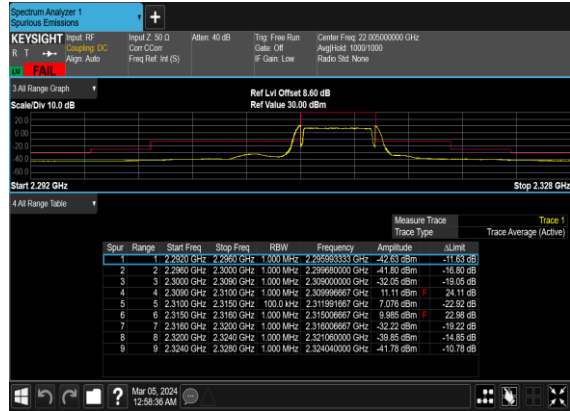 Spectrum Analyzer 1
Spurious Emissions
KEYSIGHT Input: RF Input Z: 50 Ω Atten: 40 dB Trig: Free Run Center Freq: 22.005000000 GHz
R T Coupling: DC Corr CCorr Gate: Off Avg|Hold: 1000/1000
Align: Auto Freq Ref: Int (S) IF Gain: Low Radio Std: None
FAIL
3 All Range Graph
Ref Lvl Offset 8.60 dB
Scale/Div 10.0 dB Ref Value 30.00 dBm
20.0
0.00
-20.0
-40.0
-60.0
Start 2.292 GHz Stop 2.328 GHz
4 All Range Table
Measure Trace Trace 1
Trace Type Trace Average (Active)
Spur Range Start Freq Stop Freq RBW Frequency Amplitude ΔLimit
1 1 2.2920 GHz 2.2960 GHz 1.000 MHz 2.295993333 GHz -42.63 dBm -11.63 dB
2 2 2.2960 GHz 2.3000 GHz 1.000 MHz 2.299680000 GHz -41.80 dBm -16.80 dB
3 3 2.3000 GHz 2.3090 GHz 1.000 MHz 2.309000000 GHz -32.05 dBm -19.05 dB
4 4 2.3090 GHz 2.3100 GHz 1.000 MHz 2.309996667 GHz 11.11 dBm F 24.11 dB
5 5 2.3100 GHz 2.3150 GHz 100.0 kHz 2.311991667 GHz 7.076 dBm -22.92 dB
6 6 2.3150 GHz 2.3160 GHz 1.000 MHz 2.315006667 GHz 9.985 dBm F 22.98 dB
7 7 2.3160 GHz 2.3200 GHz 1.000 MHz 2.316006667 GHz -32.22 dBm -19.22 dB
8 8 2.3200 GHz 2.3240 GHz 1.000 MHz 2.321060000 GHz -39.85 dBm -14.85 dB
9 9 2.3240 GHz 2.3280 GHz 1.000 MHz 2.324040000 GHz -41.78 dBm -10.78 dB
Mar 05, 2024
12:58:36 AM